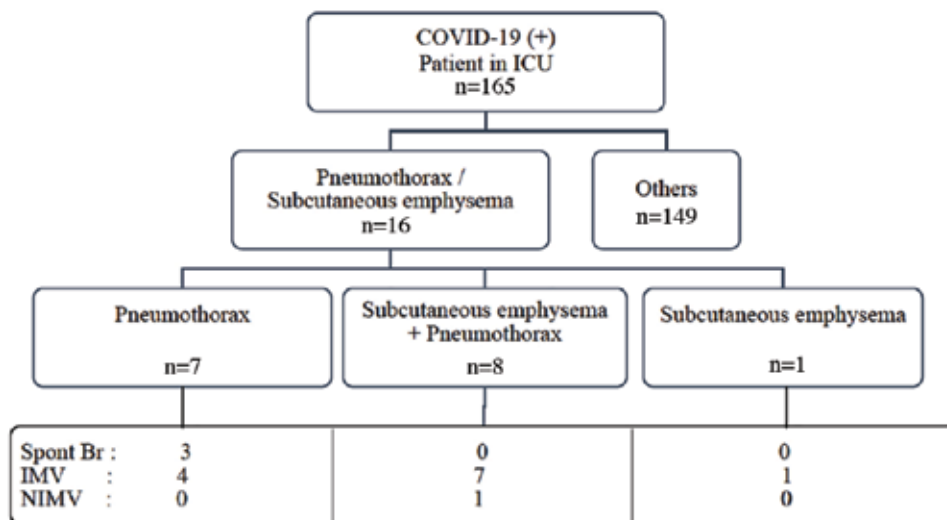 COVID-19 (+)
Patient in ICU
n=165
Pneumothorax /
Subcutaneous emphysema
n=16
Others
n=149
Pneumothorax
n=7
Subcutaneous emphysema
+ Pneumothorax
n=8
Subcutaneous emphysema
n=1
Spont Br : 3 0 0
IMV : 4 7 1
NIMV : 0 1 0